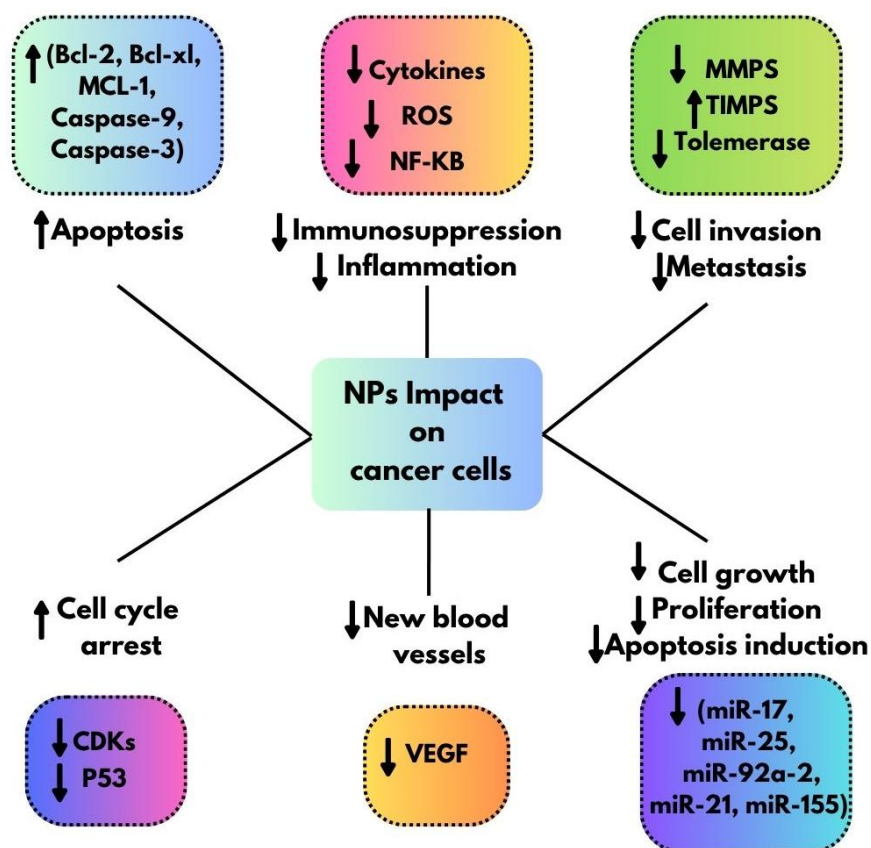 ↑ (Bcl-2, Bcl-xl,
MCL-1,
Caspase-9,
Caspase-3)
↑Apoptosis
↓ Cytokines
↓ ROS
↓ NF-KB
↓Immunosuppression
↓ Inflammation
↓ MMPS
↑TIMPS
↓Tolemerase
↓Cell invasion
↓Metastasis
NPs Impact
on
cancer cells
↑ Cell cycle
arrest
↓CDKs
↓ P53
↓New blood
vessels
↓ VEGF
↓ Cell growth
↓Proliferation
↓Apoptosis induction
↓ (miR-17,
miR-25,
miR-92a-2,
miR-21, miR-155)